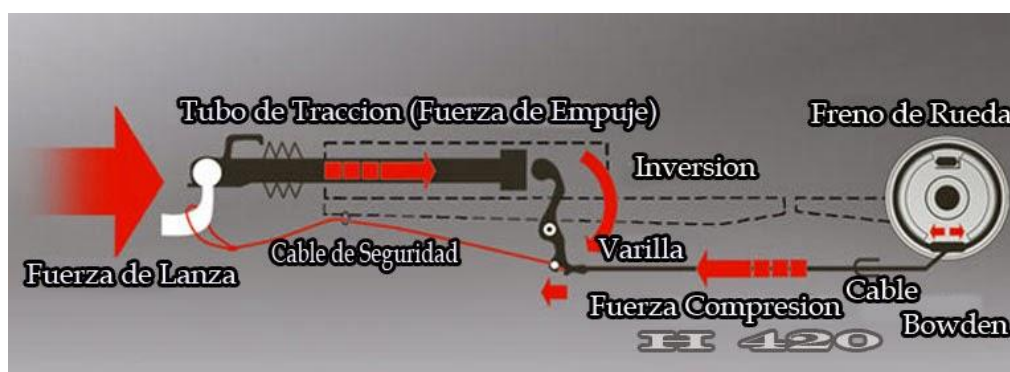 Tubo de Traccion (Fuerza de Empuje)
Freno de Rueda
Inversion
Cable de Seguridad
Varilla
Fuerza de Lanza
Fuerza Compresion
Cable
Bowden
H 420